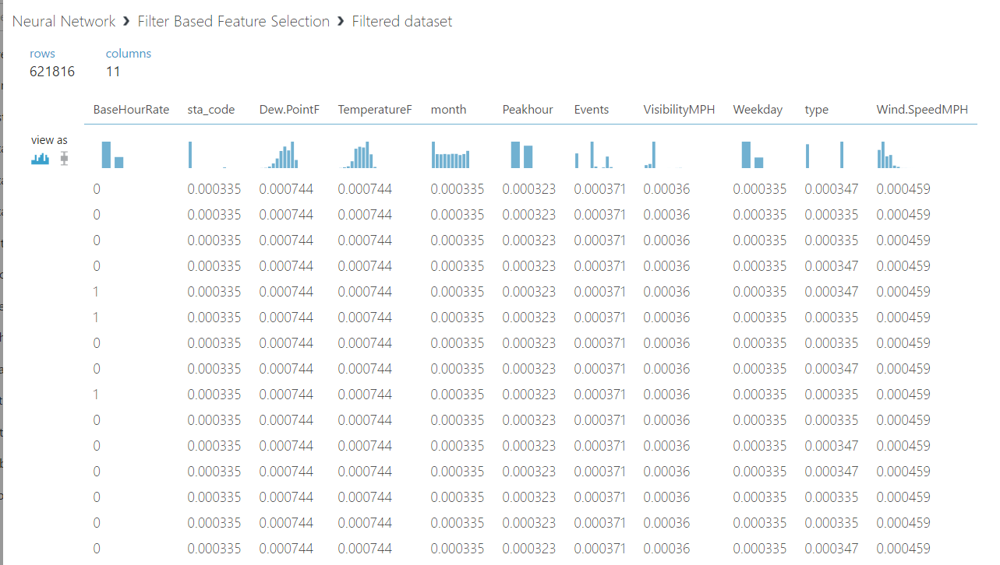 Neural Network › Filter Based Feature Selection › Filtered dataset
rows columns
621816 11
BaseHourRate sta_code Dew.PointF TemperatureF month Peakhour Events VisibilityMPH Weekday type Wind.SpeedMPH
view as
0 0.000335 0.000744 0.000744 0.000335 0.000323 0.000371 0.00036 0.000335 0.000347 0.000459
0 0.000335 0.000744 0.000744 0.000335 0.000323 0.000371 0.00036 0.000335 0.000335 0.000459
0 0.000335 0.000744 0.000744 0.000335 0.000323 0.000371 0.00036 0.000335 0.000335 0.000459
0 0.000335 0.000744 0.000744 0.000335 0.000323 0.000371 0.00036 0.000335 0.000347 0.000459
1 0.000335 0.000744 0.000744 0.000335 0.000323 0.000371 0.00036 0.000335 0.000347 0.000459
1 0.000335 0.000744 0.000744 0.000335 0.000323 0.000371 0.00036 0.000335 0.000335 0.000459
0 0.000335 0.000744 0.000744 0.000335 0.000323 0.000371 0.00036 0.000335 0.000335 0.000459
0 0.000335 0.000744 0.000744 0.000335 0.000323 0.000371 0.00036 0.000335 0.000347 0.000459
1 0.000335 0.000744 0.000744 0.000335 0.000323 0.000371 0.00036 0.000335 0.000335 0.000459
0 0.000335 0.000744 0.000744 0.000335 0.000323 0.000371 0.00036 0.000335 0.000335 0.000459
0 0.000335 0.000744 0.000744 0.000335 0.000323 0.000371 0.00036 0.000335 0.000347 0.000459
0 0.000335 0.000744 0.000744 0.000335 0.000323 0.000371 0.00036 0.000335 0.000347 0.000459
0 0.000335 0.000744 0.000744 0.000335 0.000323 0.000371 0.00036 0.000335 0.000335 0.000459
0 0.000335 0.000744 0.000744 0.000335 0.000323 0.000371 0.00036 0.000335 0.000335 0.000459
0 0.000335 0.000744 0.000744 0.000335 0.000323 0.000371 0.00036 0.000335 0.000347 0.000459